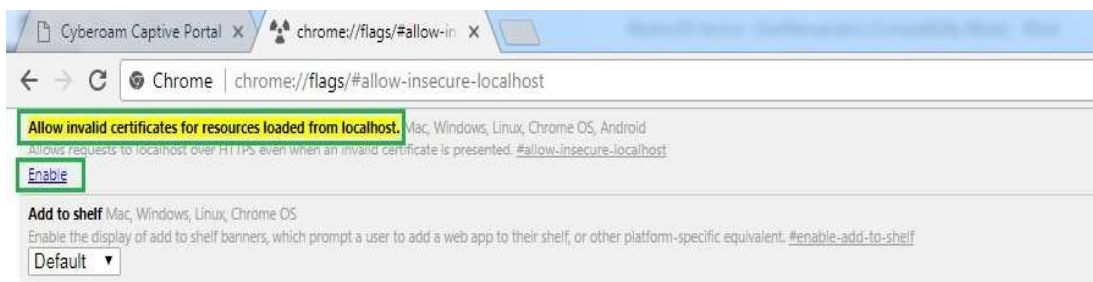 Cyberoam Captive Portal
chrome://flags/#allow-in
Chrome | chrome://flags/#allow-insecure-localhost
Allow invalid certificates for resources loaded from localhost. Mac, Windows, Linux, Chrome OS, Android
Allows requests to localhost over HTTPS even when an invalid certificate is presented. #allow-insecure-localhost
Enable
Add to shelf Mac, Windows, Linux, Chrome OS
Enable the display of add to shelf banners, which prompt a user to add a web app to their shelf, or other platform-specific equivalent. #enable-add-to-shelf
Default